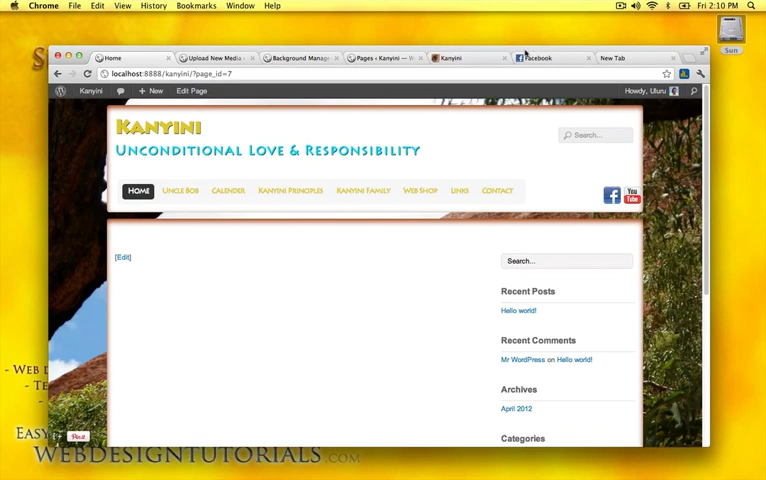 Chrome File Edit View History Bookmarks Window Help Fri 2:10 PM
Sun
Home Upload New Media Background Mana Pages ‹ Kanyini — W Kanyini Facebook New Tab
localhost:8888/kanyini/?page_id=7
Kanyini + New Edit Page Howdy, Uluru
Kanyini
Unconditional Love & Responsibility
Search...
Home Uncle Bob Calender Kanyini Principles Kanyini Family Web Shop Links Contact
f You Tube
[Edit]
Search...
Recent Posts
Hello world!
Recent Comments
Mr WordPress on Hello world!
Archives
April 2012
Categories
Pin it
- Web d
- Te
-
Easy
webdesigntutorials.com